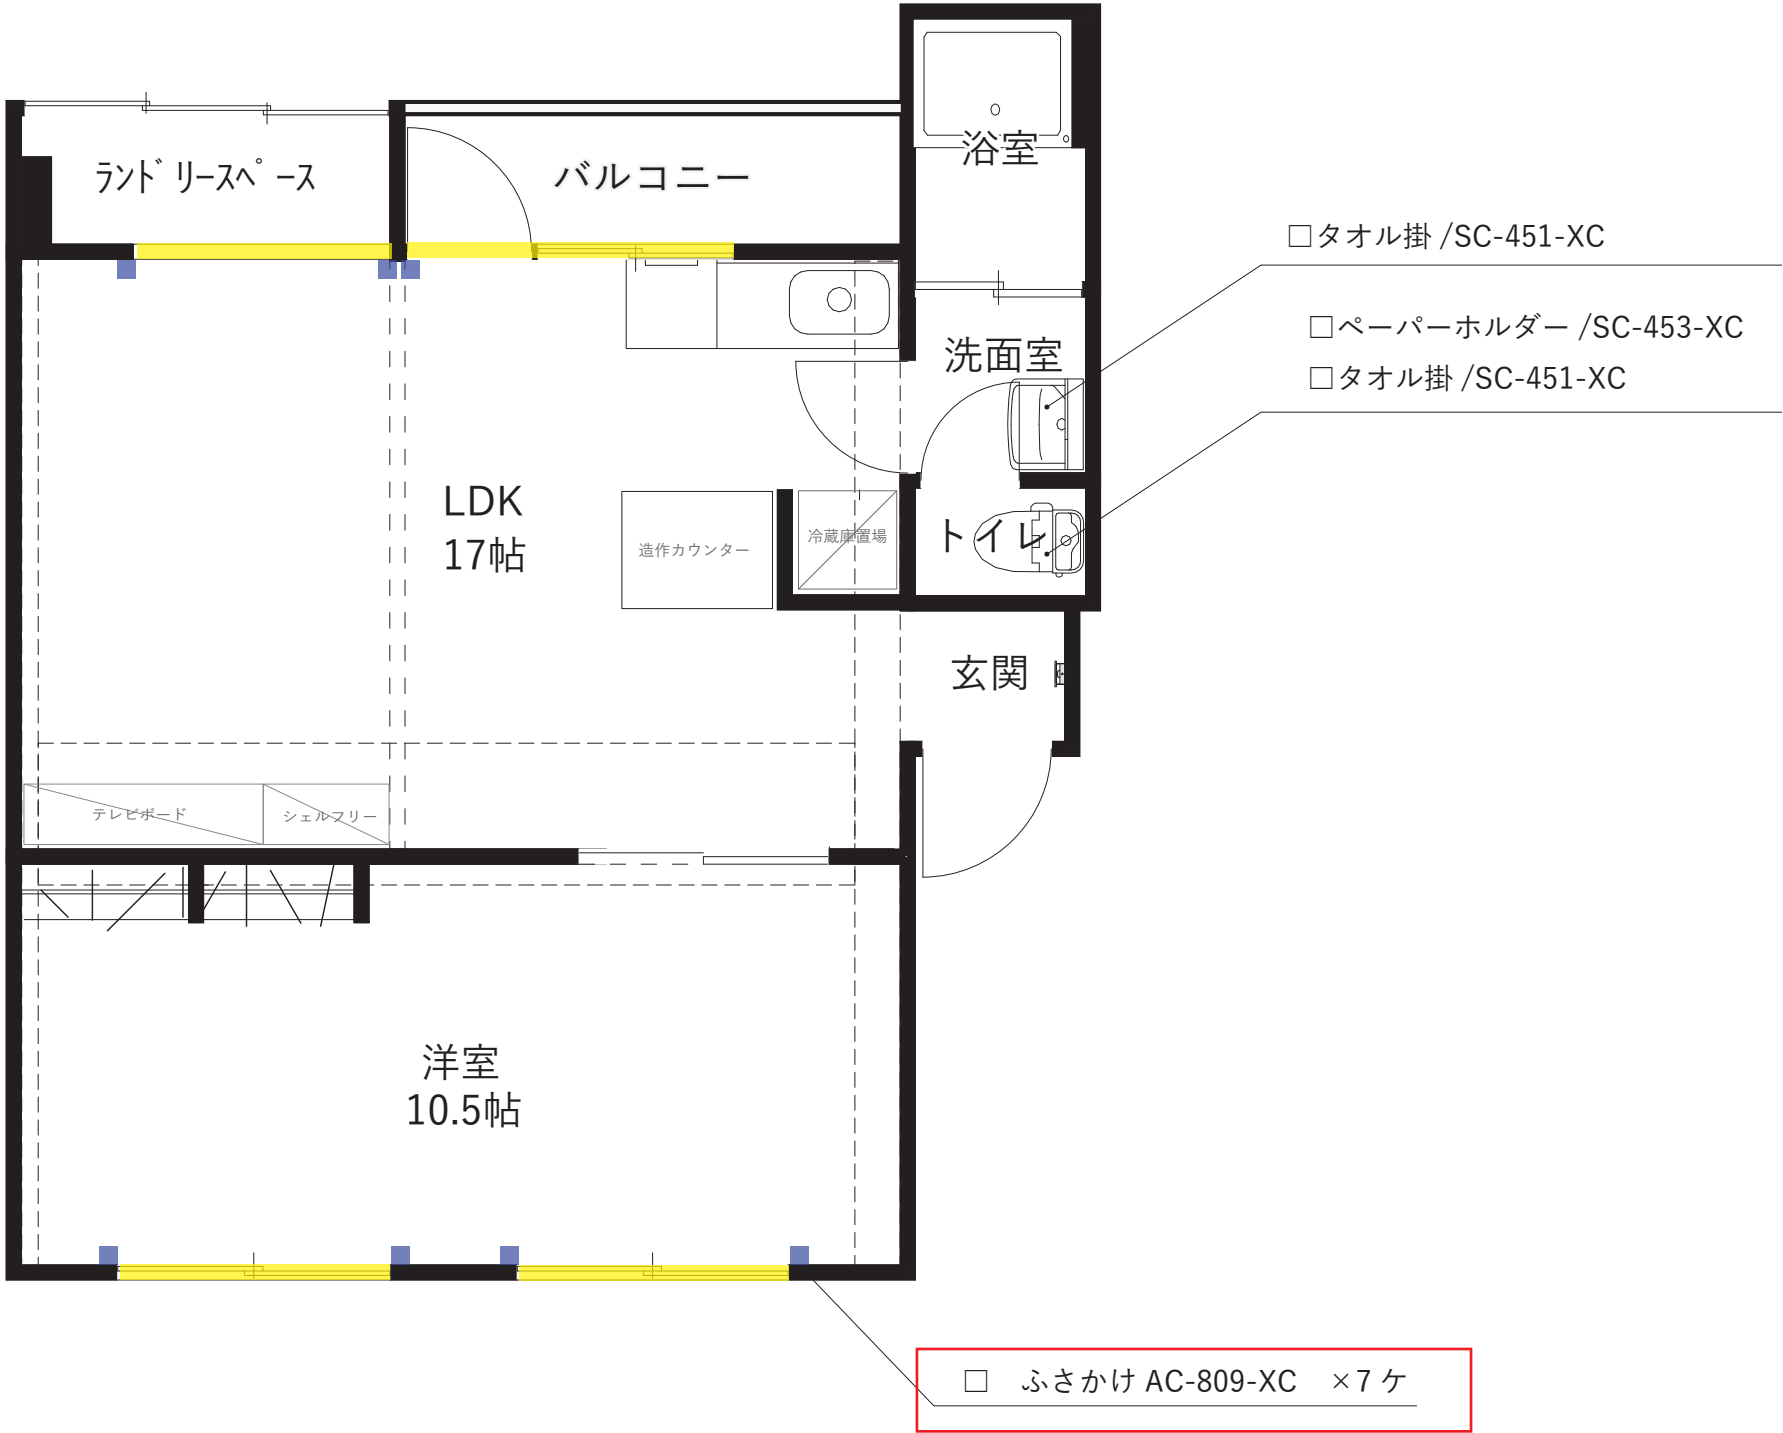 浴室
ﾗﾝﾄﾞﾘｰｽﾍﾟｰｽ
バルコニー
□タオル掛 /SC-451-XC
□ペーパーホルダー /SC-453-XC
□タオル掛 /SC-451-XC
洗面室
LDK
17帖
造作カウンター
冷蔵庫置場
トイレ
玄関
テレビボード
シェルフリー
洋室
10.5帖
□　ふさかけ AC-809-XC　×7 ケ